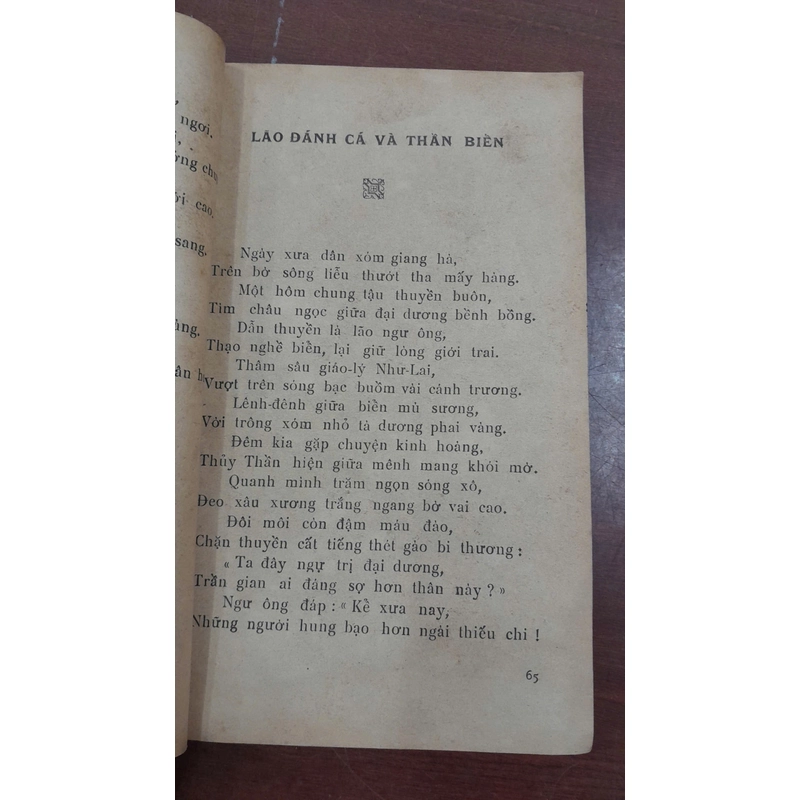 ngơi.
cao.
sang.
LÃO ĐÁNH CÁ VÀ THẦN BIỂN
Ngày xưa dân xóm giang hà,
Trên bờ sông liễu thướt tha mấy hàng.
Một hôm chung tậu thuyền buôn,
Tìm châu ngọc giữa đại dương bềnh bồng.
Dẫn thuyền là lão ngư ông,
Thạo nghề biển, lại giữ lòng giới trai.
Thâm sâu giáo-lý Như-Lai,
Vượt trên sóng bạc buồm vài cánh trương.
Lênh-đênh giữa biển mù sương,
Vời trông xóm nhỏ tà dương phai vàng.
Đêm kia gặp chuyện kinh hoàng,
Thủy Thần hiện giữa mênh mang khói mờ.
Quanh mình trăm ngọn sóng xô,
Đeo xâu xương trắng ngang bờ vai cao.
Đôi môi còn đậm màu đào,
Chặn thuyền cất tiếng thét gào bi thương :
« Ta đây ngự trị đại dương,
Trần gian ai đáng sợ hơn thân này ? »
Ngư ông đáp : « Kể xưa nay,
Những người hung bạo hơn ngài thiếu chi !
65